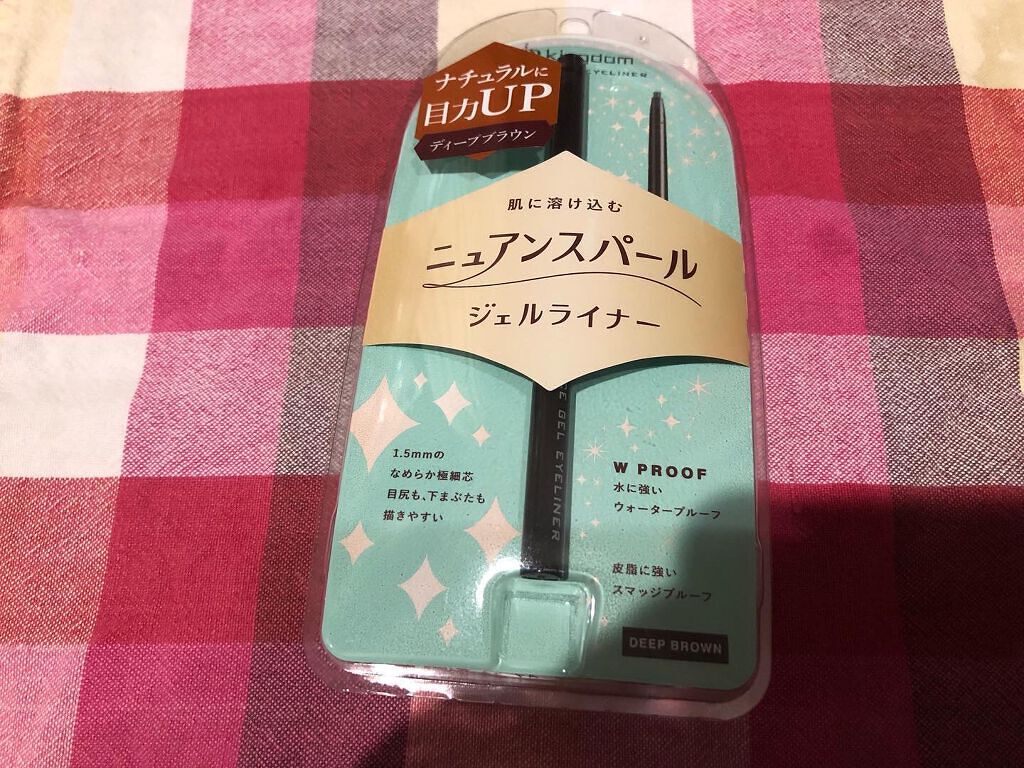 kingdom
EYELINER
ナチュラルに
目力UP
ディープブラウン
肌に溶け込む
ニュアンスパール
ジェルライナー
GEL EYELINER
1.5mmの
なめらか極細芯
目尻も、下まぶたも
描きやすい
W PROOF
水に強い
ウォータープルーフ
皮脂に強い
スマッジプルーフ
DEEP BROWN